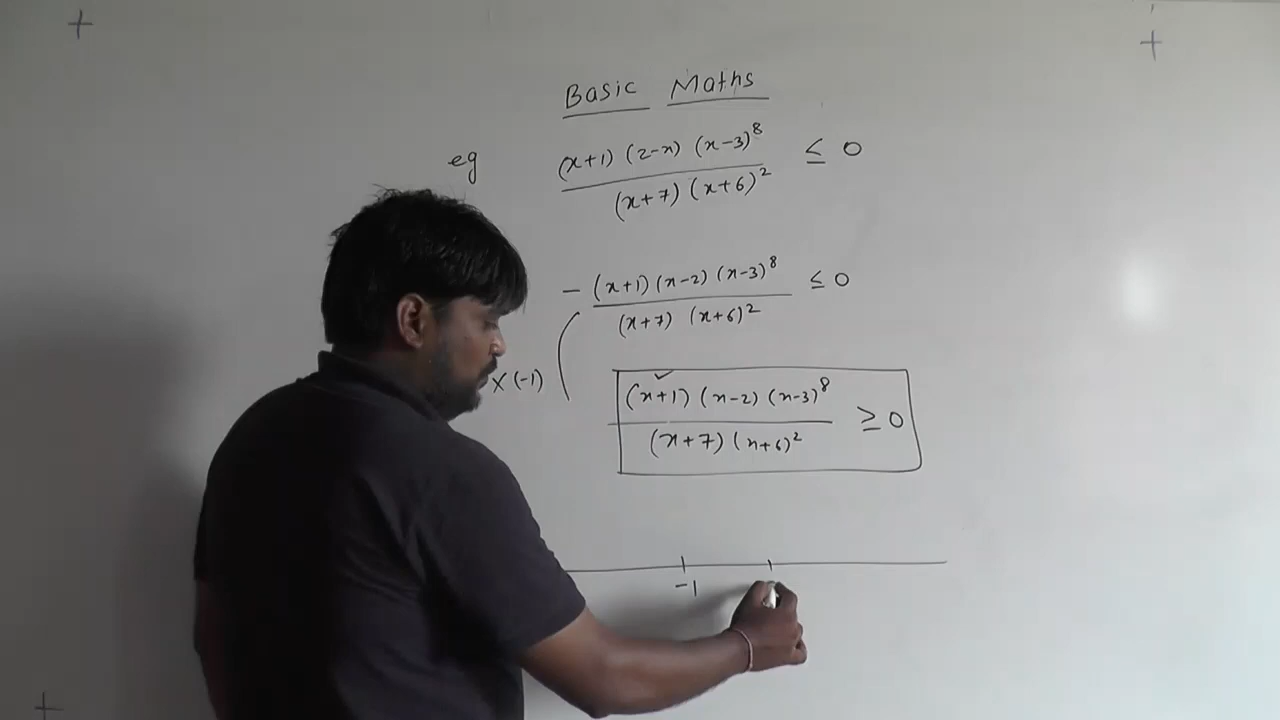 Basic Maths
eg (x+1) (2-x) (x-3)^8 ≤ 0
(x+7) (x+6)^2
- (x+1) (x-2) (x-3)^8 ≤ 0
(x+7) (x+6)^2
× (-1)
(x+1) (x-2) (x-3)^8 ≥ 0
(x+7) (x+6)^2
-1